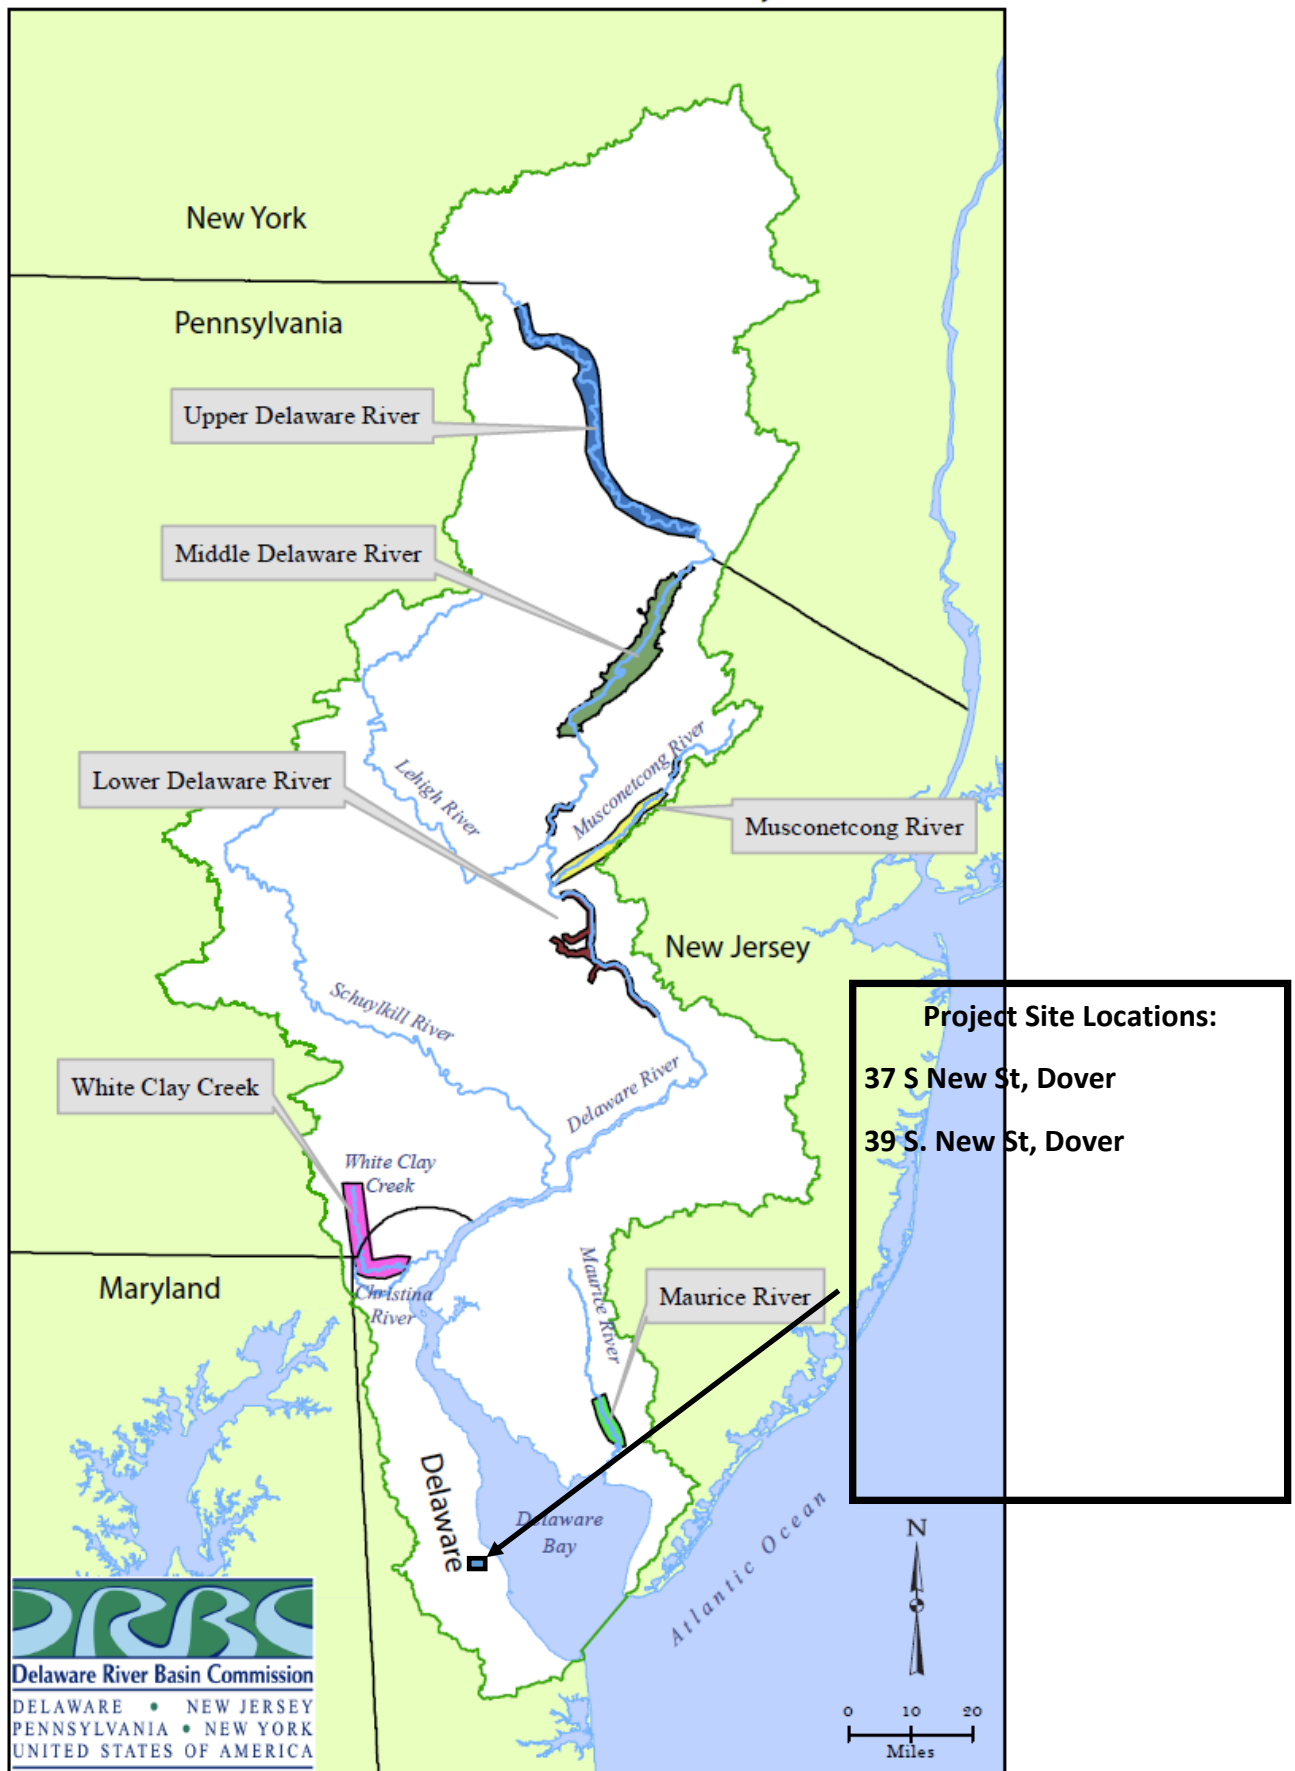 New York
Pennsylvania
Upper Delaware River
Middle Delaware River
Lower Delaware River
Lehigh River
Musconetcong River
Musconetcong River
New Jersey
Schuylkill River
Project Site Locations:
37 S New St, Dover
39 S. New St, Dover
White Clay Creek
Delaware River
White Clay
Creek
Maryland
Christina
River
Maurice River
Maurice River
Delaware
Delaware
Bay
Atlantic Ocean
N
0 10 20
Miles
DRBC
Delaware River Basin Commission
DELAWARE • NEW JERSEY
PENNSYLVANIA • NEW YORK
UNITED STATES OF AMERICA